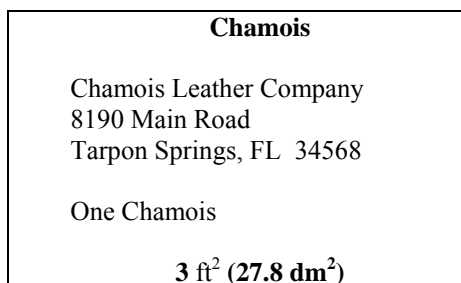 Chamois
Chamois Leather Company
8190 Main Road
Tarpon Springs, FL  34568
One Chamois
3 ft² (27.8 dm²)